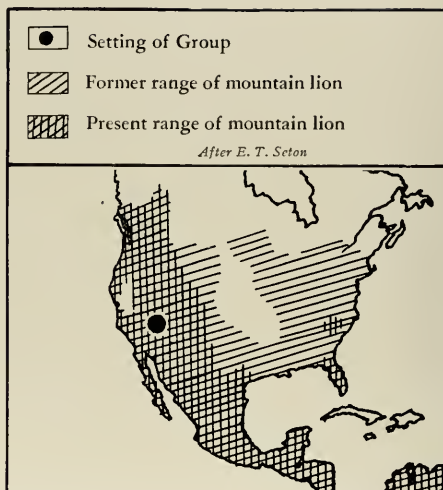 Setting of Group
Former range of mountain lion
Present range of mountain lion
After E. T. Seton